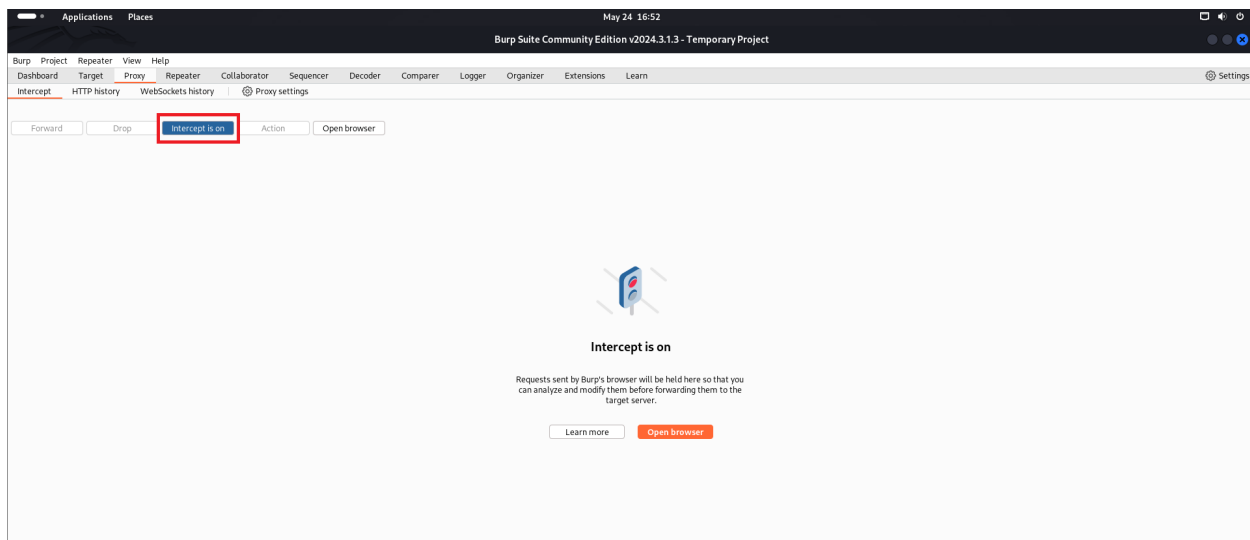 Applications Places May 24 16:52
Burp Suite Community Edition v2024.3.1.3 - Temporary Project
Burp Project Repeater View Help
Dashboard Target Proxy Repeater Collaborator Sequencer Decoder Comparer Logger Organizer Extensions Learn Settings
Intercept HTTP history WebSockets history Proxy settings
Forward Drop Intercept is on Action Open browser
Intercept is on
Requests sent by Burp's browser will be held here so that you
can analyze and modify them before forwarding them to the
target server.
Learn more Open browser